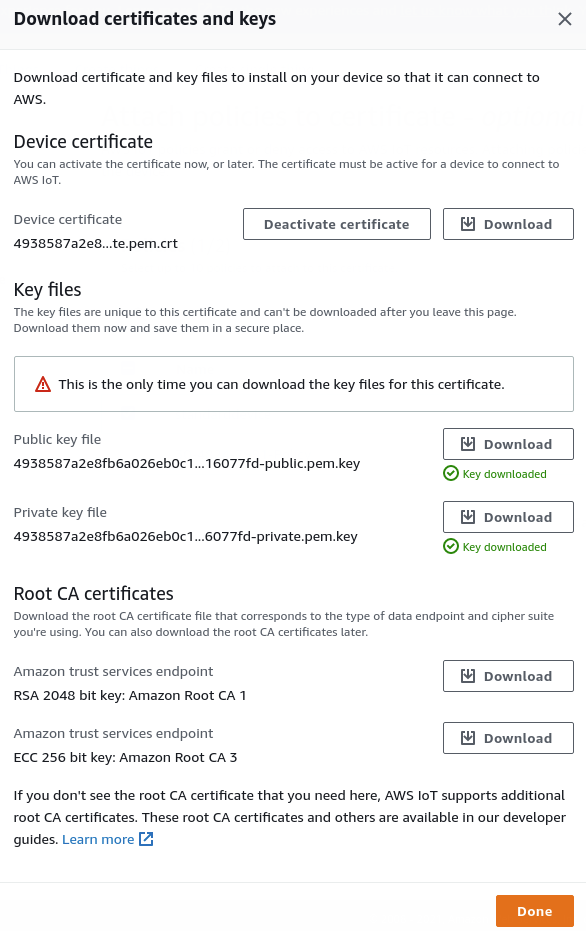 Download certificates and keys
Download certificate and key files to install on your device so that it can connect to
AWS.
Device certificate
You can activate the certificate now, or later. The certificate must be active for a device to connect to
AWS IoT.
Device certificate
4938587a2e8...te.pem.crt
Deactivate certificate
Download
Key files
The key files are unique to this certificate and can't be downloaded after you leave this page.
Download them now and save them in a secure place.
This is the only time you can download the key files for this certificate.
Public key file
4938587a2e8fb6a026eb0c1...16077fd-public.pem.key
Download
Key downloaded
Private key file
4938587a2e8fb6a026eb0c1...6077fd-private.pem.key
Download
Key downloaded
Root CA certificates
Download the root CA certificate file that corresponds to the type of data endpoint and cipher suite
you're using. You can also download the root CA certificates later.
Amazon trust services endpoint
RSA 2048 bit key: Amazon Root CA 1
Download
Amazon trust services endpoint
ECC 256 bit key: Amazon Root CA 3
Download
If you don't see the root CA certificate that you need here, AWS IoT supports additional
root CA certificates. These root CA certificates and others are available in our developer
guides. Learn more
Done